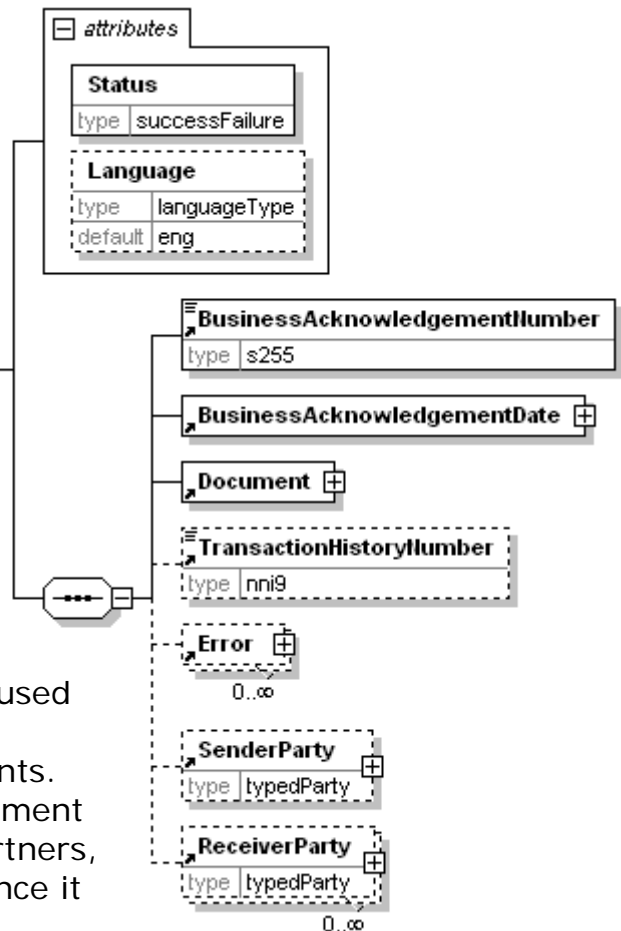 attributes
Status
type successFailure
Language
type languageType
default eng
BusinessAcknowledgementNumber
type s255
BusinessAcknowledgementDate
Document
TransactionHistoryNumber
type nni9
Error
0..∞
SenderParty
type typedParty
ReceiverParty
type typedParty
0..∞
used
nts.
ment
rtners,
nce it